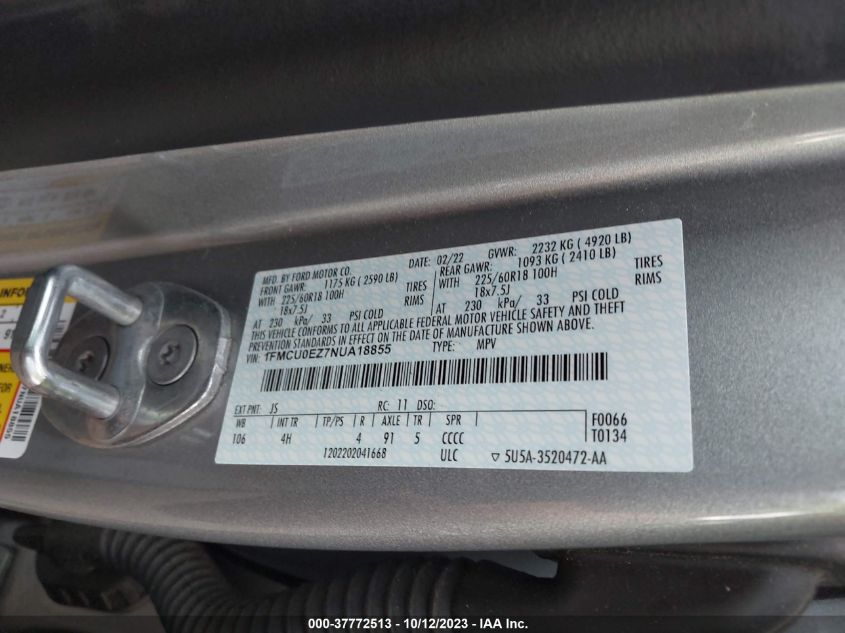 MFD. BY FORD MOTOR CO.
DATE: 02/22 GVWR: 2232 KG ( 4920 LB)
FRONT GAWR: 1175 KG ( 2590 LB) REAR GAWR: 1093 KG ( 2410 LB)
WITH 225/60R18 100H TIRES WITH 225/60R18 100H TIRES
18x7.5J RIMS 18x7.5J RIMS
AT 230 kPa/ 33 PSI COLD AT 230 kPa/ 33 PSI COLD
THIS VEHICLE CONFORMS TO ALL APPLICABLE FEDERAL MOTOR VEHICLE SAFETY AND THEFT
PREVENTION STANDARDS IN EFFECT ON THE DATE OF MANUFACTURE SHOWN ABOVE.
VIN: 1FMCU0EZ7NUA18855 TYPE: MPV
EXT PNT: JS RC: 11 DSO:
WB INT TR TP/PS R AXLE TR SPR F0066
106 4H 4 91 5 CCCC T0134
1202202041668 ULC ▽ 5U5A-3520472-AA
7NUA18855
000-37772513 - 10/12/2023 - IAA Inc.